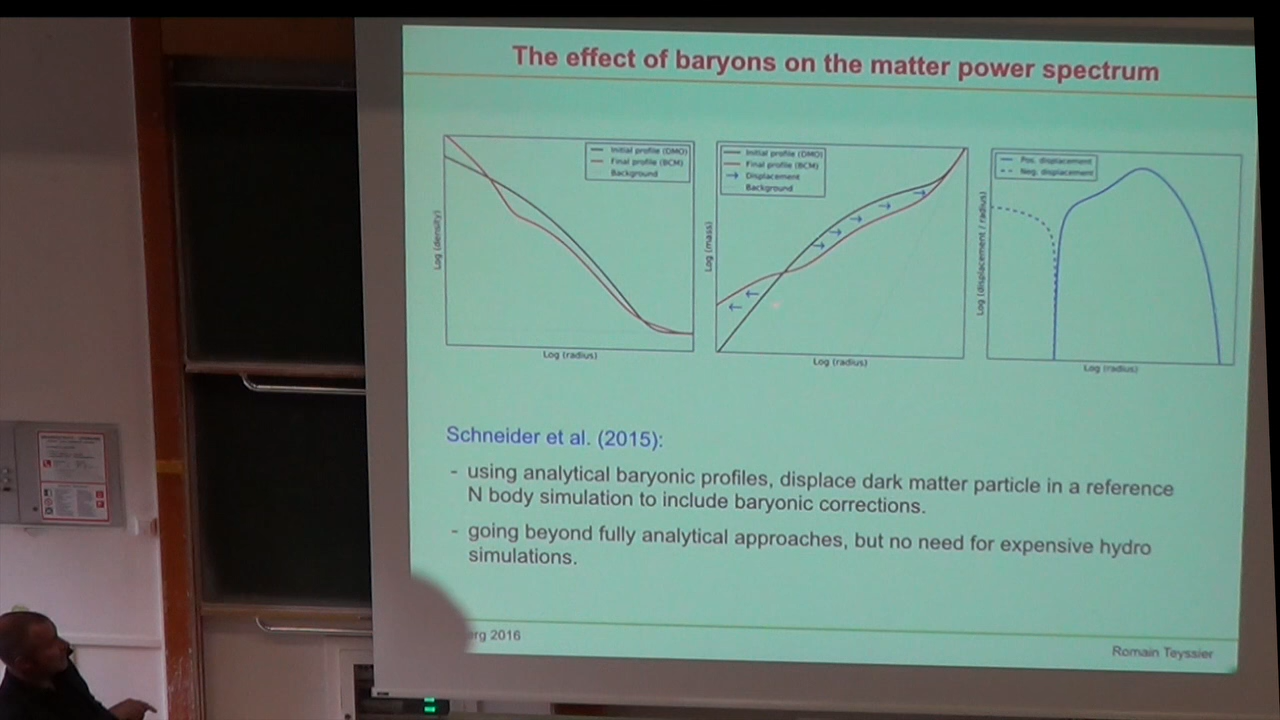 The effect of baryons on the matter power spectrum
Initial profile (DMO)
Final profile (BCM)
Background
Log (density)
Log (radius)
Initial profile (DMO)
Final profile (BCM)
Displacement
Background
Log (mass)
Log (radius)
Pos. displacement
Neg. displacement
Log (displacement / radius)
Log (radius)
Schneider et al. (2015):
- using analytical baryonic profiles, displace dark matter particle in a reference
N body simulation to include baryonic corrections.
- going beyond fully analytical approaches, but no need for expensive hydro
simulations.
2016
Romain Teyssier